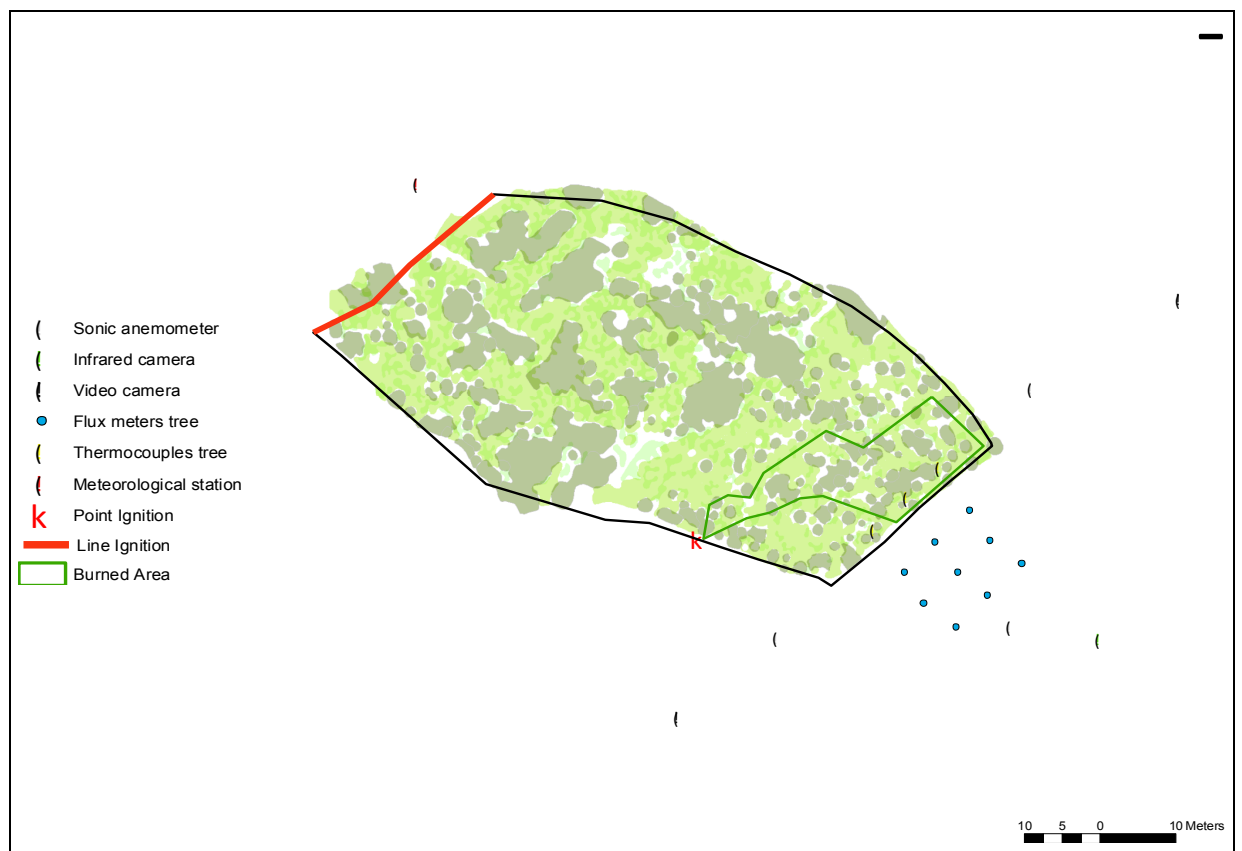 Sonic anemometer
Infrared camera
Video camera
Flux meters tree
Thermocouples tree
Meteorological station
k Point Ignition
Line Ignition
Burned Area
k
10 5 0 10 Meters